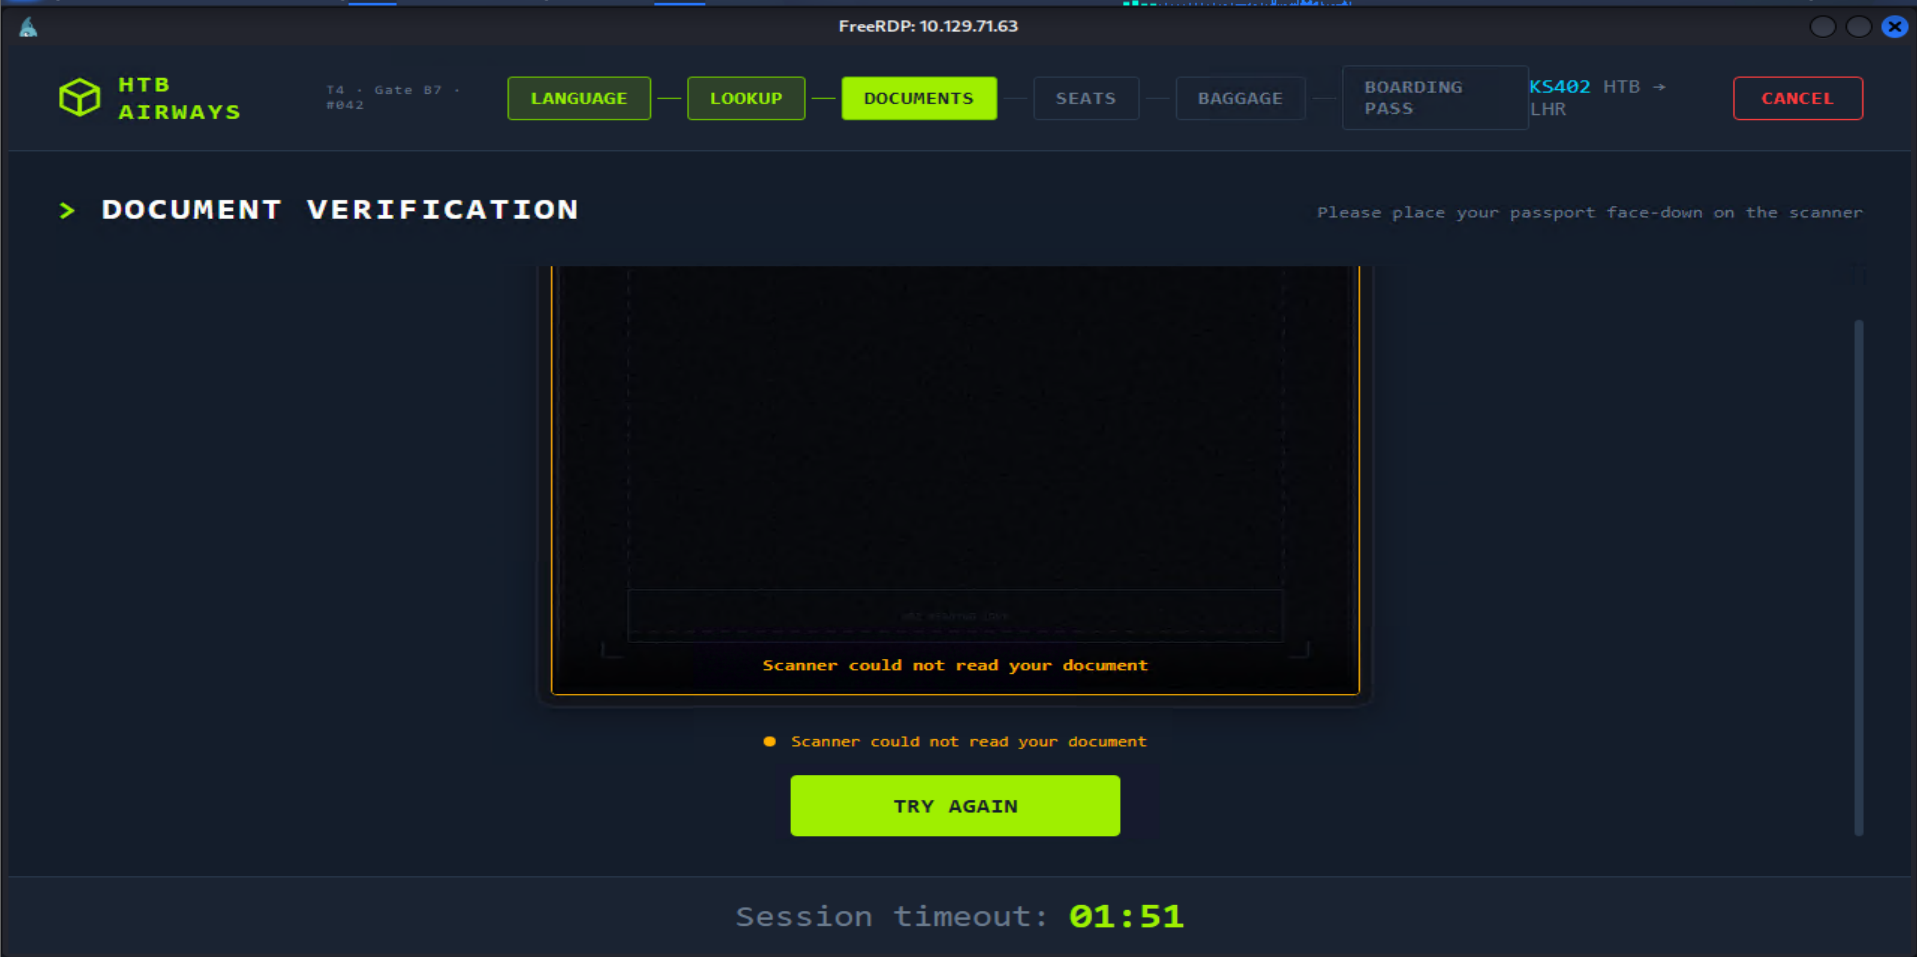 FreeRDP: 10.129.71.63
HTB
AIRWAYS
T4 · Gate B7 ·
#042
LANGUAGE
LOOKUP
DOCUMENTS
SEATS
BAGGAGE
BOARDING
PASS
KS402 HTB →
LHR
CANCEL
> DOCUMENT VERIFICATION
Please place your passport face-down on the scanner
Scanner could not read your document
Scanner could not read your document
TRY AGAIN
Session timeout: 01:51